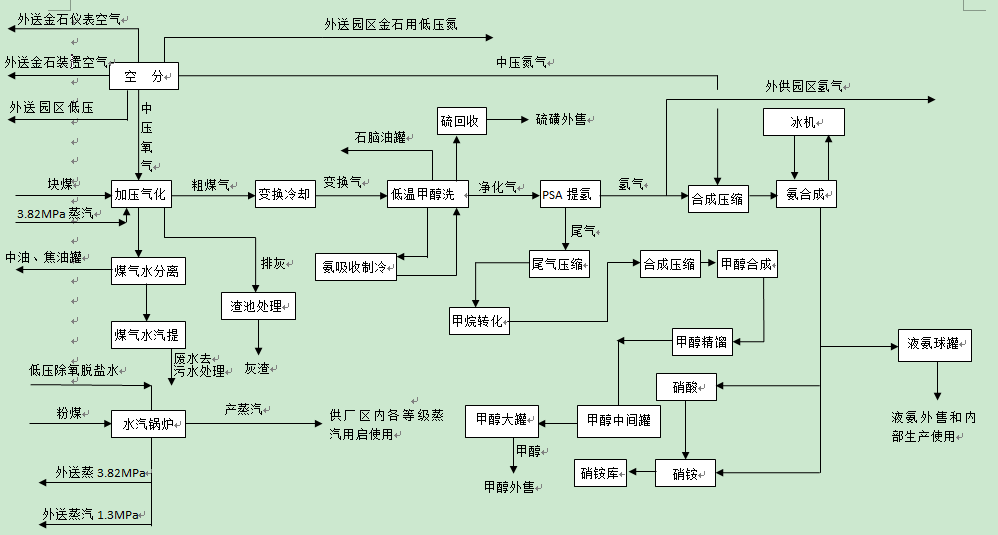 外送金石仪表空气
外送园区金石用低压氮
外送金石装置空气
空 分
中压氮气
外送园区低压
外供园区氢气
中
压
氧
气
石脑油罐
硫回收
硫磺外售
冰机
块煤
加压气化
粗煤气
变换冷却
变换气
低温甲醇洗
净化气
PSA 提氢
氢气
合成压缩
氨合成
3.82MPa 蒸汽
尾气
中油、焦油罐
煤气水分离
排灰
氨吸收制冷
尾气压缩
合成压缩
甲醇合成
渣池处理
甲烷转化
煤气水汽提
废水去
污水处理
灰渣
甲醇精馏
液氨球罐
低压除氧脱盐水
硝酸
粉煤
水汽锅炉
产蒸汽
供厂区内各等级蒸
汽用启使用
甲醇大罐
甲醇中间罐
液氨外售和内
部生产使用
甲醇
外送蒸 3.82MPa
硝铵库
硝铵
甲醇外售
外送蒸汽 1.3MPa